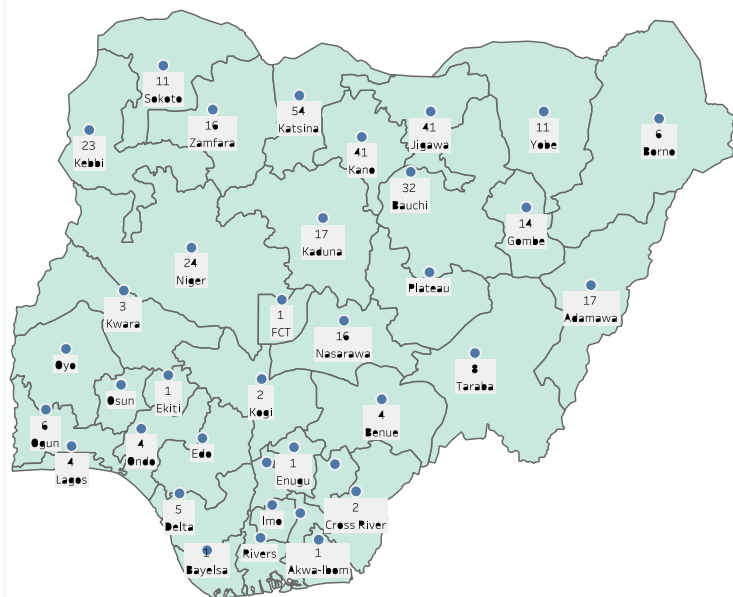 11
Sokoto
54
Katsina
16
Zamfara
41
Jigawa
11
Yobe
6
Borno
23
Kebbi
41
Kano
32
Bauchi
14
Gombe
17
Kaduna
24
Niger
Plateau
17
Adamawa
3
Kwara
1
FCT
16
Nasarawa
Oyo
8
Taraba
Osun
1
Ekiti
2
Kogi
4
Benue
6
Ogun
4
Lagos
4
Ondo
Edo
1
Enugu
5
Delta
Imo
2
Cross River
1
Bayelsa
Rivers
1
Akwa-Ibom